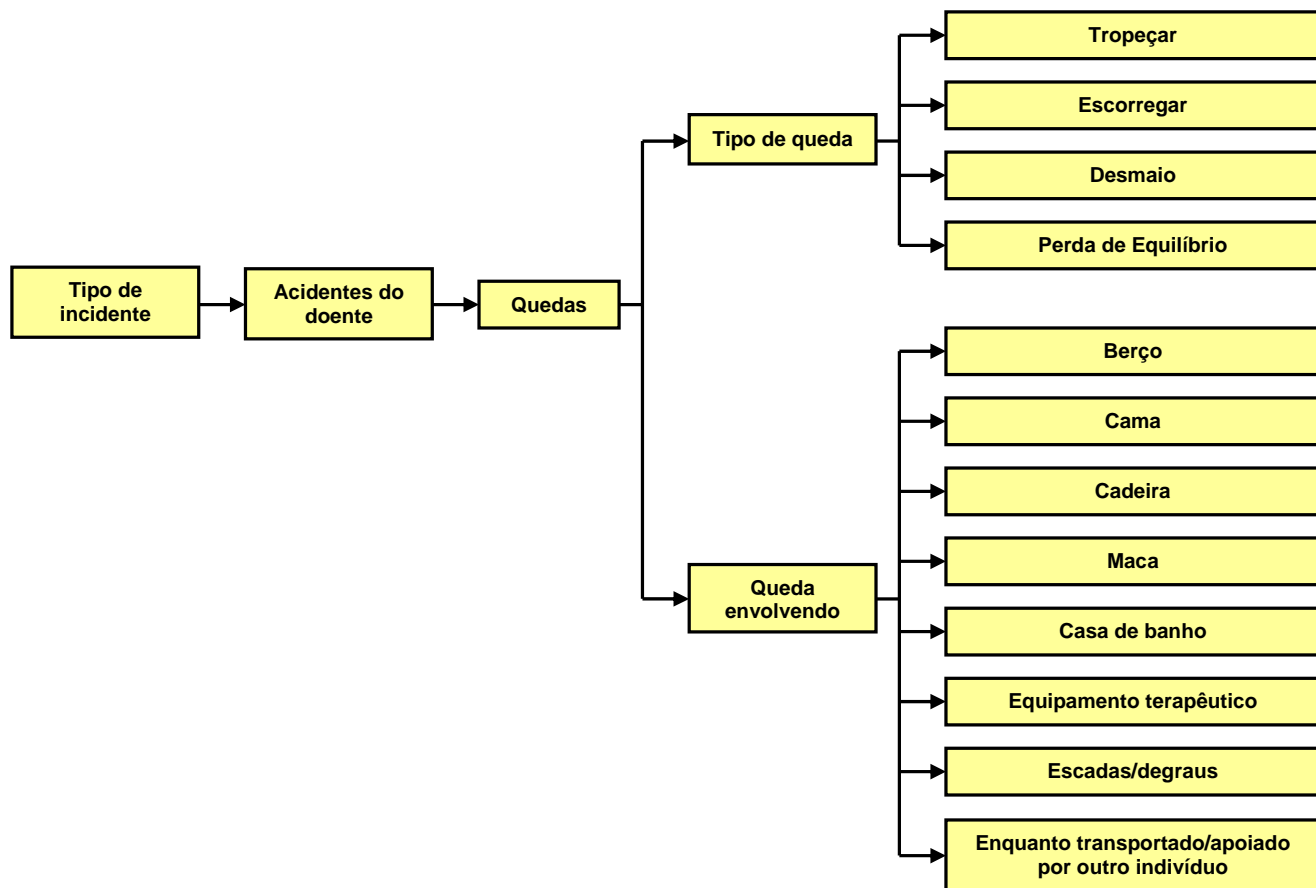 Tipo de
incidente
Acidentes do
doente
Quedas
Tipo de queda
Tropeçar
Escorregar
Desmaio
Perda de Equilíbrio
Queda
envolvendo
Berço
Cama
Cadeira
Maca
Casa de banho
Equipamento terapêutico
Escadas/degraus
Enquanto transportado/apoiado
por outro indivíduo